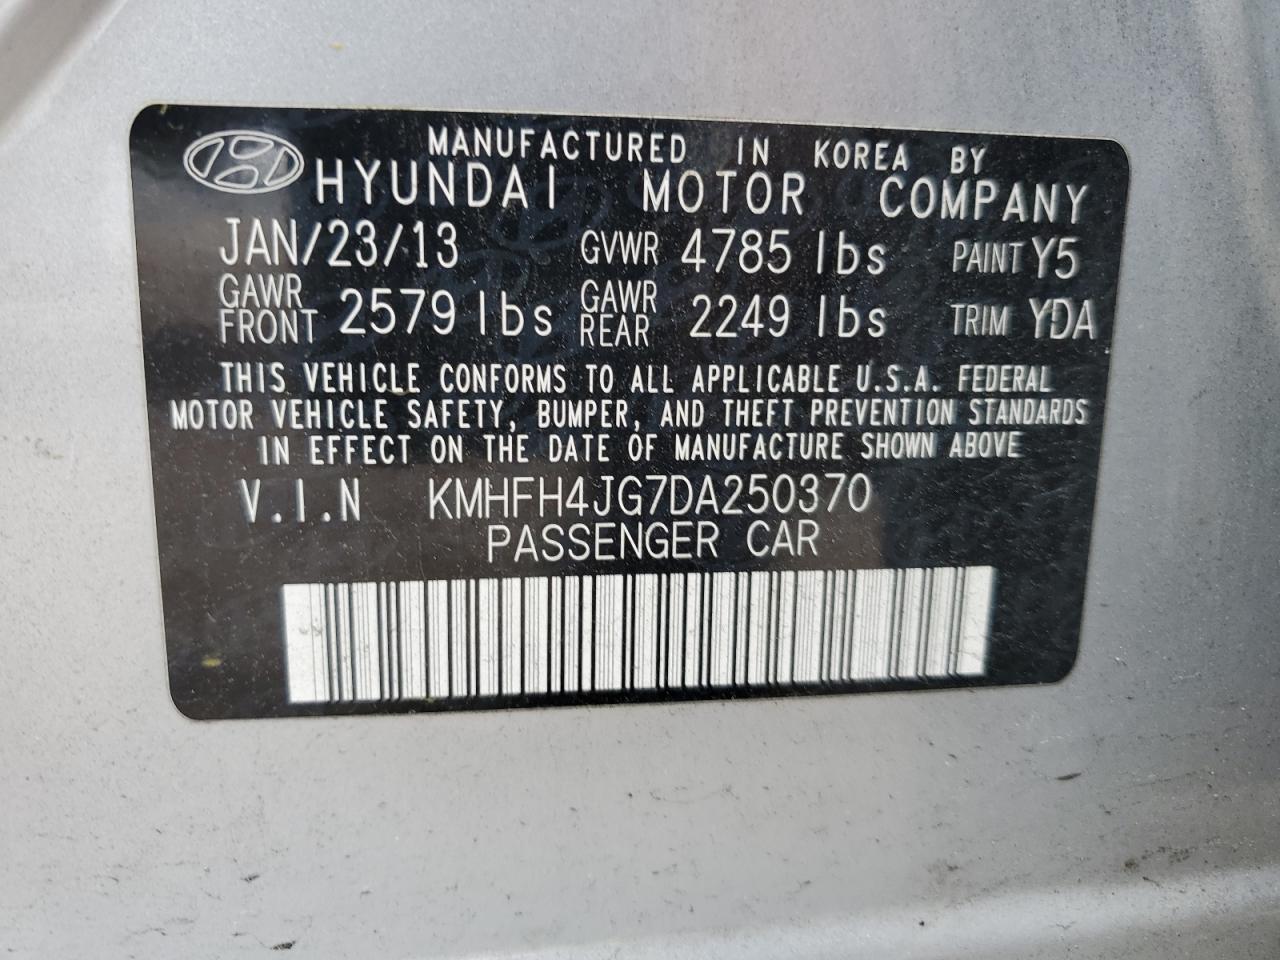 MANUFACTURED IN KOREA BY
HYUNDAI MOTOR COMPANY
JAN/23/13 GVWR 4785 lbs PAINT Y5
GAWR FRONT 2579 lbs GAWR REAR 2249 lbs TRIM YDA
THIS VEHICLE CONFORMS TO ALL APPLICABLE U.S.A. FEDERAL
MOTOR VEHICLE SAFETY, BUMPER, AND THEFT PREVENTION STANDARDS
IN EFFECT ON THE DATE OF MANUFACTURE SHOWN ABOVE
V.I.N KMHFH4JG7DA250370
PASSENGER CAR